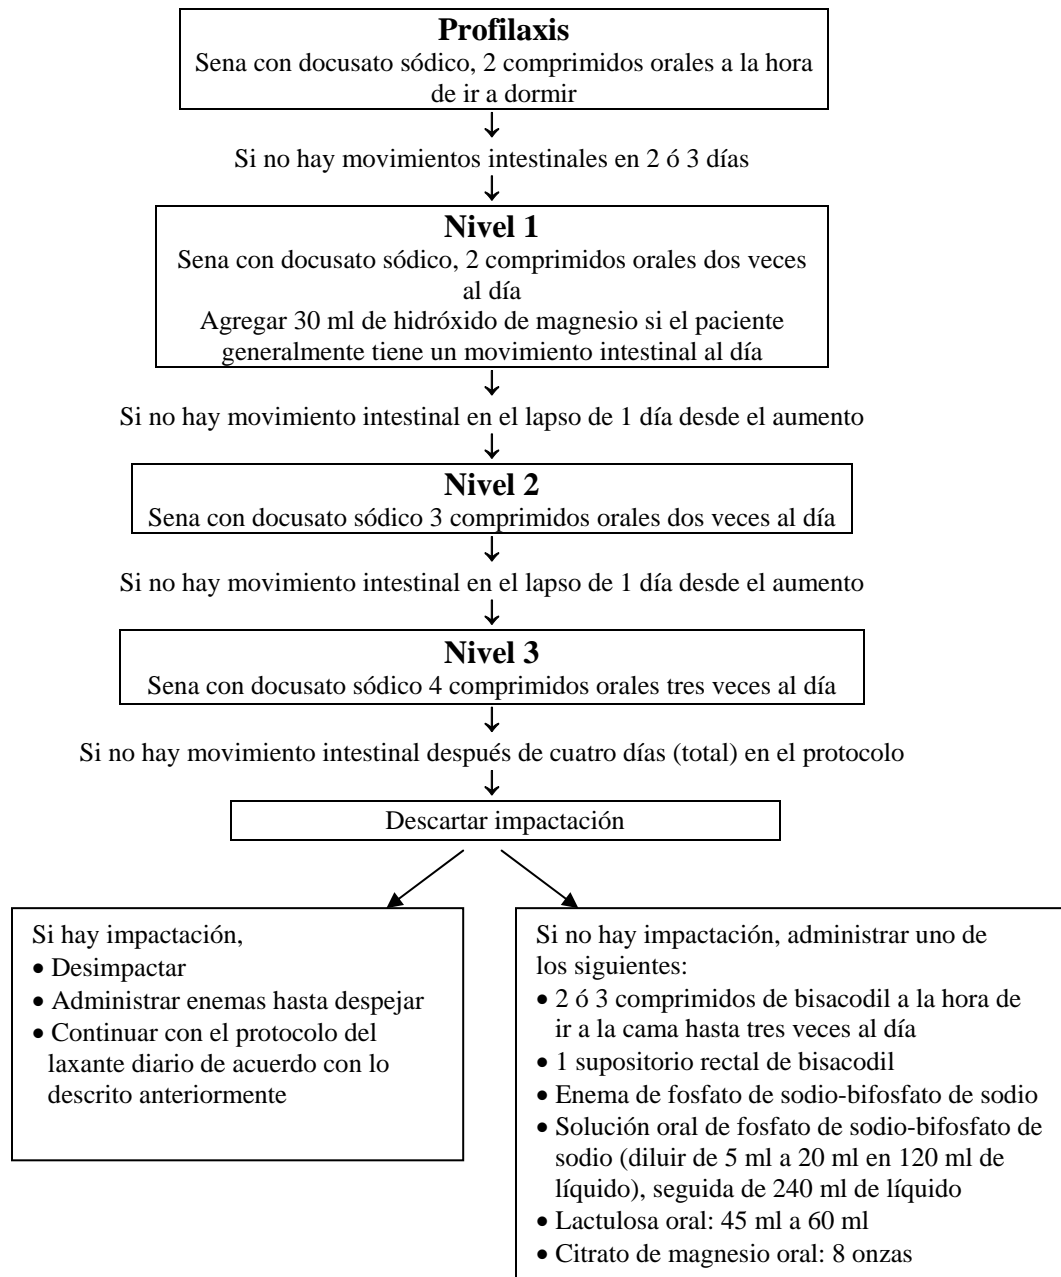 Profilaxis
Sena con docusato sódico, 2 comprimidos orales a la hora
de ir a dormir
Si no hay movimientos intestinales en 2 ó 3 días
Nivel 1
Sena con docusato sódico, 2 comprimidos orales dos veces
al día
Agregar 30 ml de hidróxido de magnesio si el paciente
generalmente tiene un movimiento intestinal al día
Si no hay movimiento intestinal en el lapso de 1 día desde el aumento
Nivel 2
Sena con docusato sódico 3 comprimidos orales dos veces al día
Si no hay movimiento intestinal en el lapso de 1 día desde el aumento
Nivel 3
Sena con docusato sódico 4 comprimidos orales tres veces al día
Si no hay movimiento intestinal después de cuatro días (total) en el protocolo
Descartar impactación
Si hay impactación,
• Desimpactar
• Administrar enemas hasta despejar
• Continuar con el protocolo del
laxante diario de acuerdo con lo
descrito anteriormente
Si no hay impactación, administrar uno de
los siguientes:
• 2 ó 3 comprimidos de bisacodil a la hora de
ir a la cama hasta tres veces al día
• 1 supositorio rectal de bisacodil
• Enema de fosfato de sodio-bifosfato de sodio
• Solución oral de fosfato de sodio-bifosfato de
sodio (diluir de 5 ml a 20 ml en 120 ml de
líquido), seguida de 240 ml de líquido
• Lactulosa oral: 45 ml a 60 ml
• Citrato de magnesio oral: 8 onzas